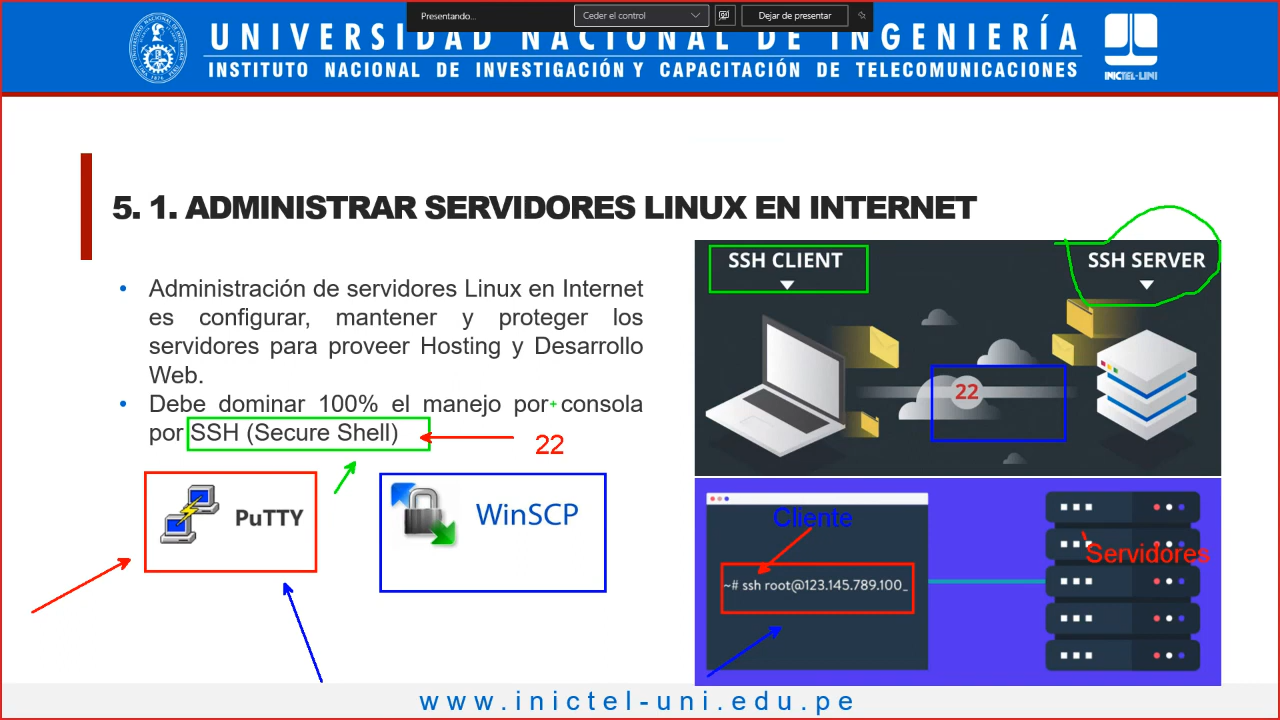 Presentando...
Ceder el control
Dejar de presentar
UNIVERSIDAD NACIONAL DE INGENIERÍA
INSTITUTO NACIONAL DE INVESTIGACIÓN Y CAPACITACIÓN DE TELECOMUNICACIONES
INICTEL-UNI
5. 1. ADMINISTRAR SERVIDORES LINUX EN INTERNET
• Administración de servidores Linux en Internet
es configurar, mantener y proteger los
servidores para proveer Hosting y Desarrollo
Web.
• Debe dominar 100% el manejo por consola
por SSH (Secure Shell)
22
PuTTY
WinSCP
SSH CLIENT
SSH SERVER
22
Cliente
Servidores
~# ssh root@123.145.789.100_
www.inictel-uni.edu.pe